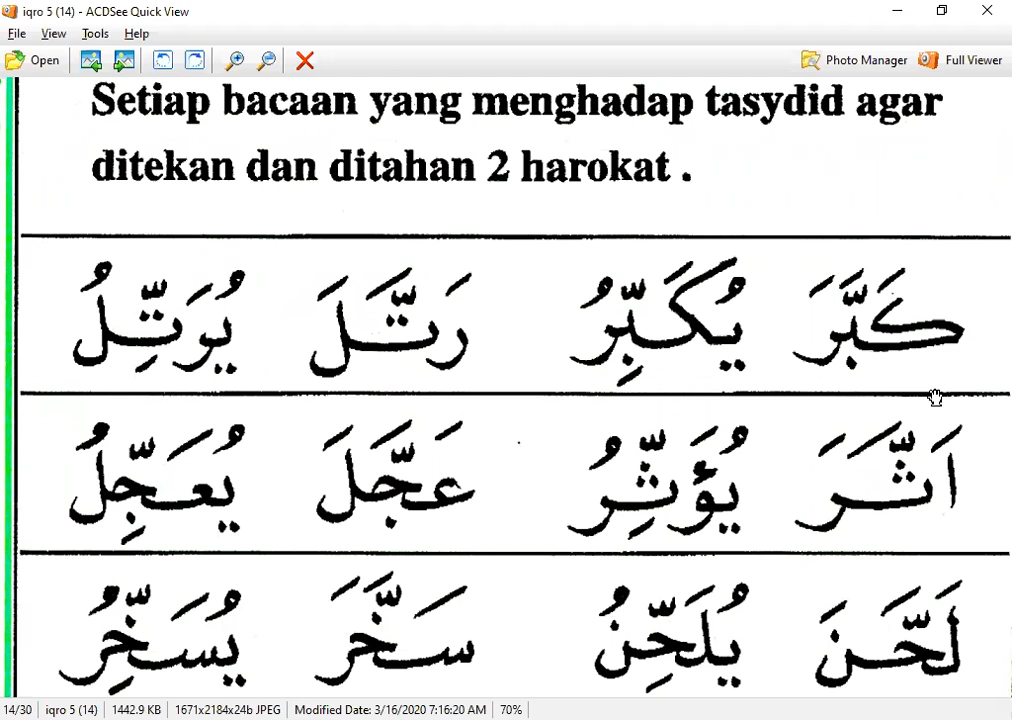 iqro 5 (14) - ACDSee Quick View
File View Tools Help
Open Photo Manager Full Viewer
Setiap bacaan yang menghadap tasydid agar
ditekan dan ditahan 2 harokat .
كَبَّرَ يُكَبِّرُ رَتَّلَ يُوَتِّلُ
اَثَّرَ يُؤَثِّرُ عَجَّلَ يُعَجِّلُ
لَحَّنَ يُلَحِّنُ سَخَّرَ يُسَخِّرُ
14/30 iqro 5 (14) 1442.9 KB 1671x2184x24b JPEG Modified Date: 3/16/2020 7:16:20 AM 70%